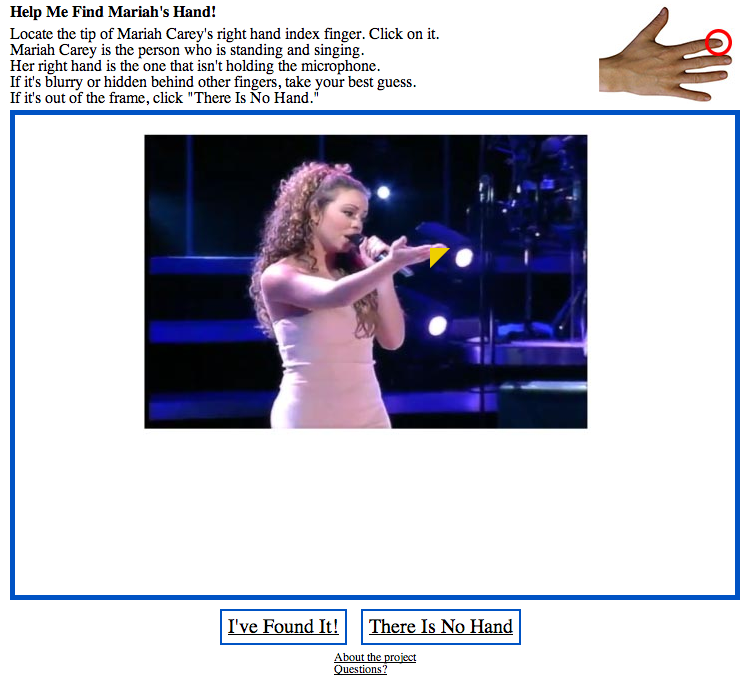 Help Me Find Mariah's Hand!
Locate the tip of Mariah Carey's right hand index finger. Click on it.
Mariah Carey is the person who is standing and singing.
Her right hand is the one that isn't holding the microphone.
If it's blurry or hidden behind other fingers, take your best guess.
If it's out of the frame, click "There Is No Hand."
I've Found It!
There Is No Hand
About the project
Questions?